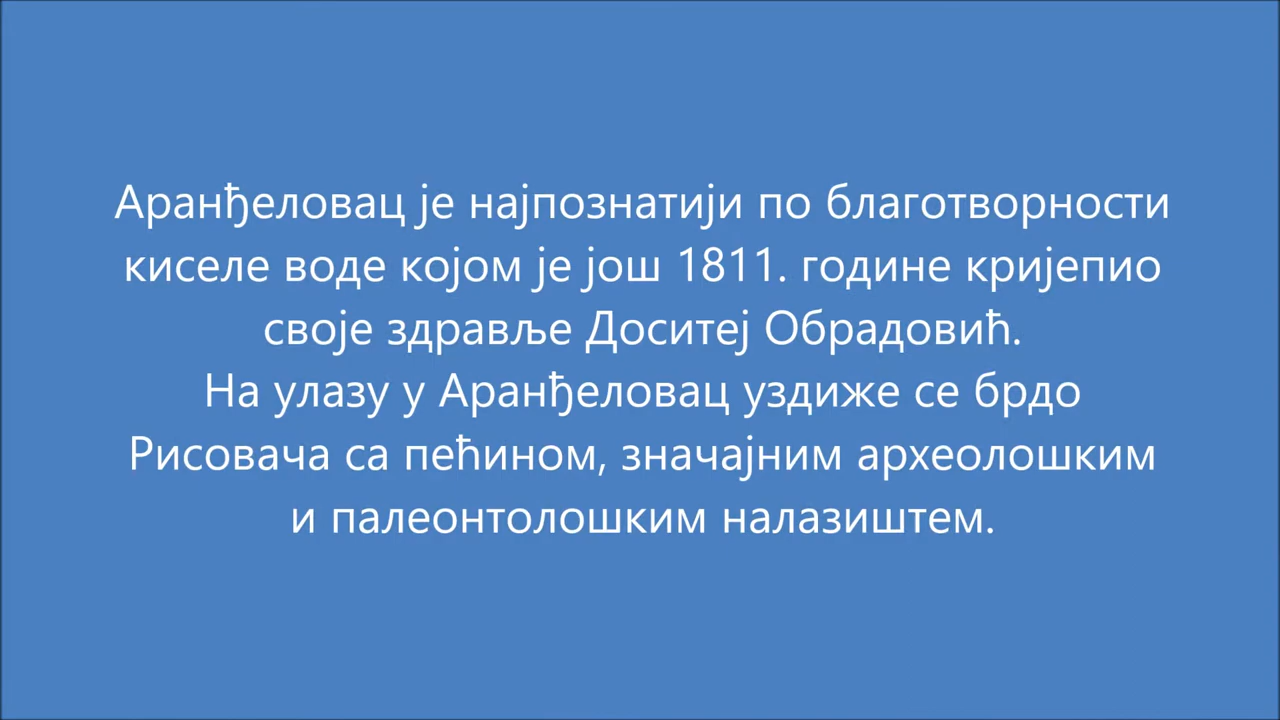 Аранђеловац је најпознатији по благотворности
киселе воде којом је још 1811. године кријепио
своје здравље Доситеј Обрадовић.
На улазу у Аранђеловац уздиже се брдо
Рисовача са пећином, значајним археолошким
и палеонтолошким налазиштем.